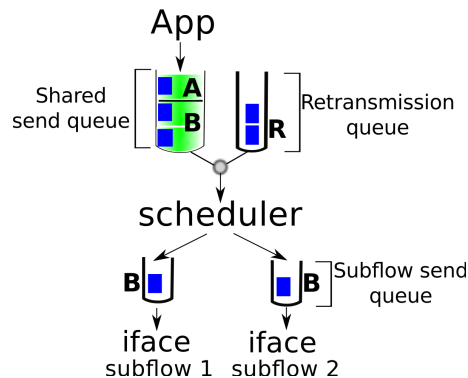 App
Shared
send queue
A
B
R
Retransmission
queue
scheduler
B
B
Subflow send
queue
iface
subflow 1
iface
subflow 2